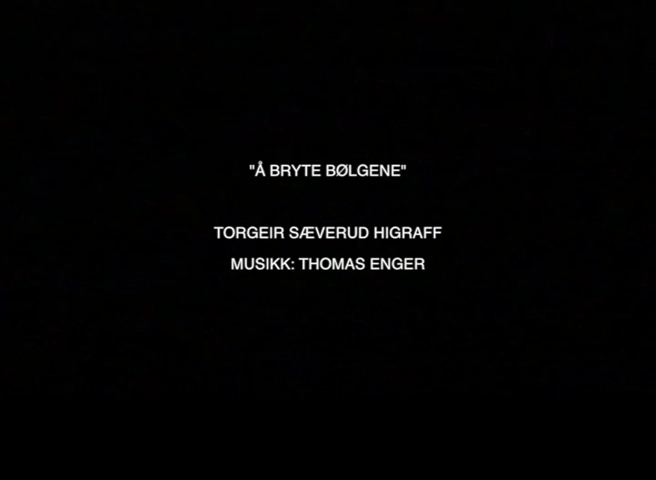 "Å BRYTE BØLGENE"
TORGEIR SÆVERUD HIGRAFF
MUSIKK: THOMAS ENGER